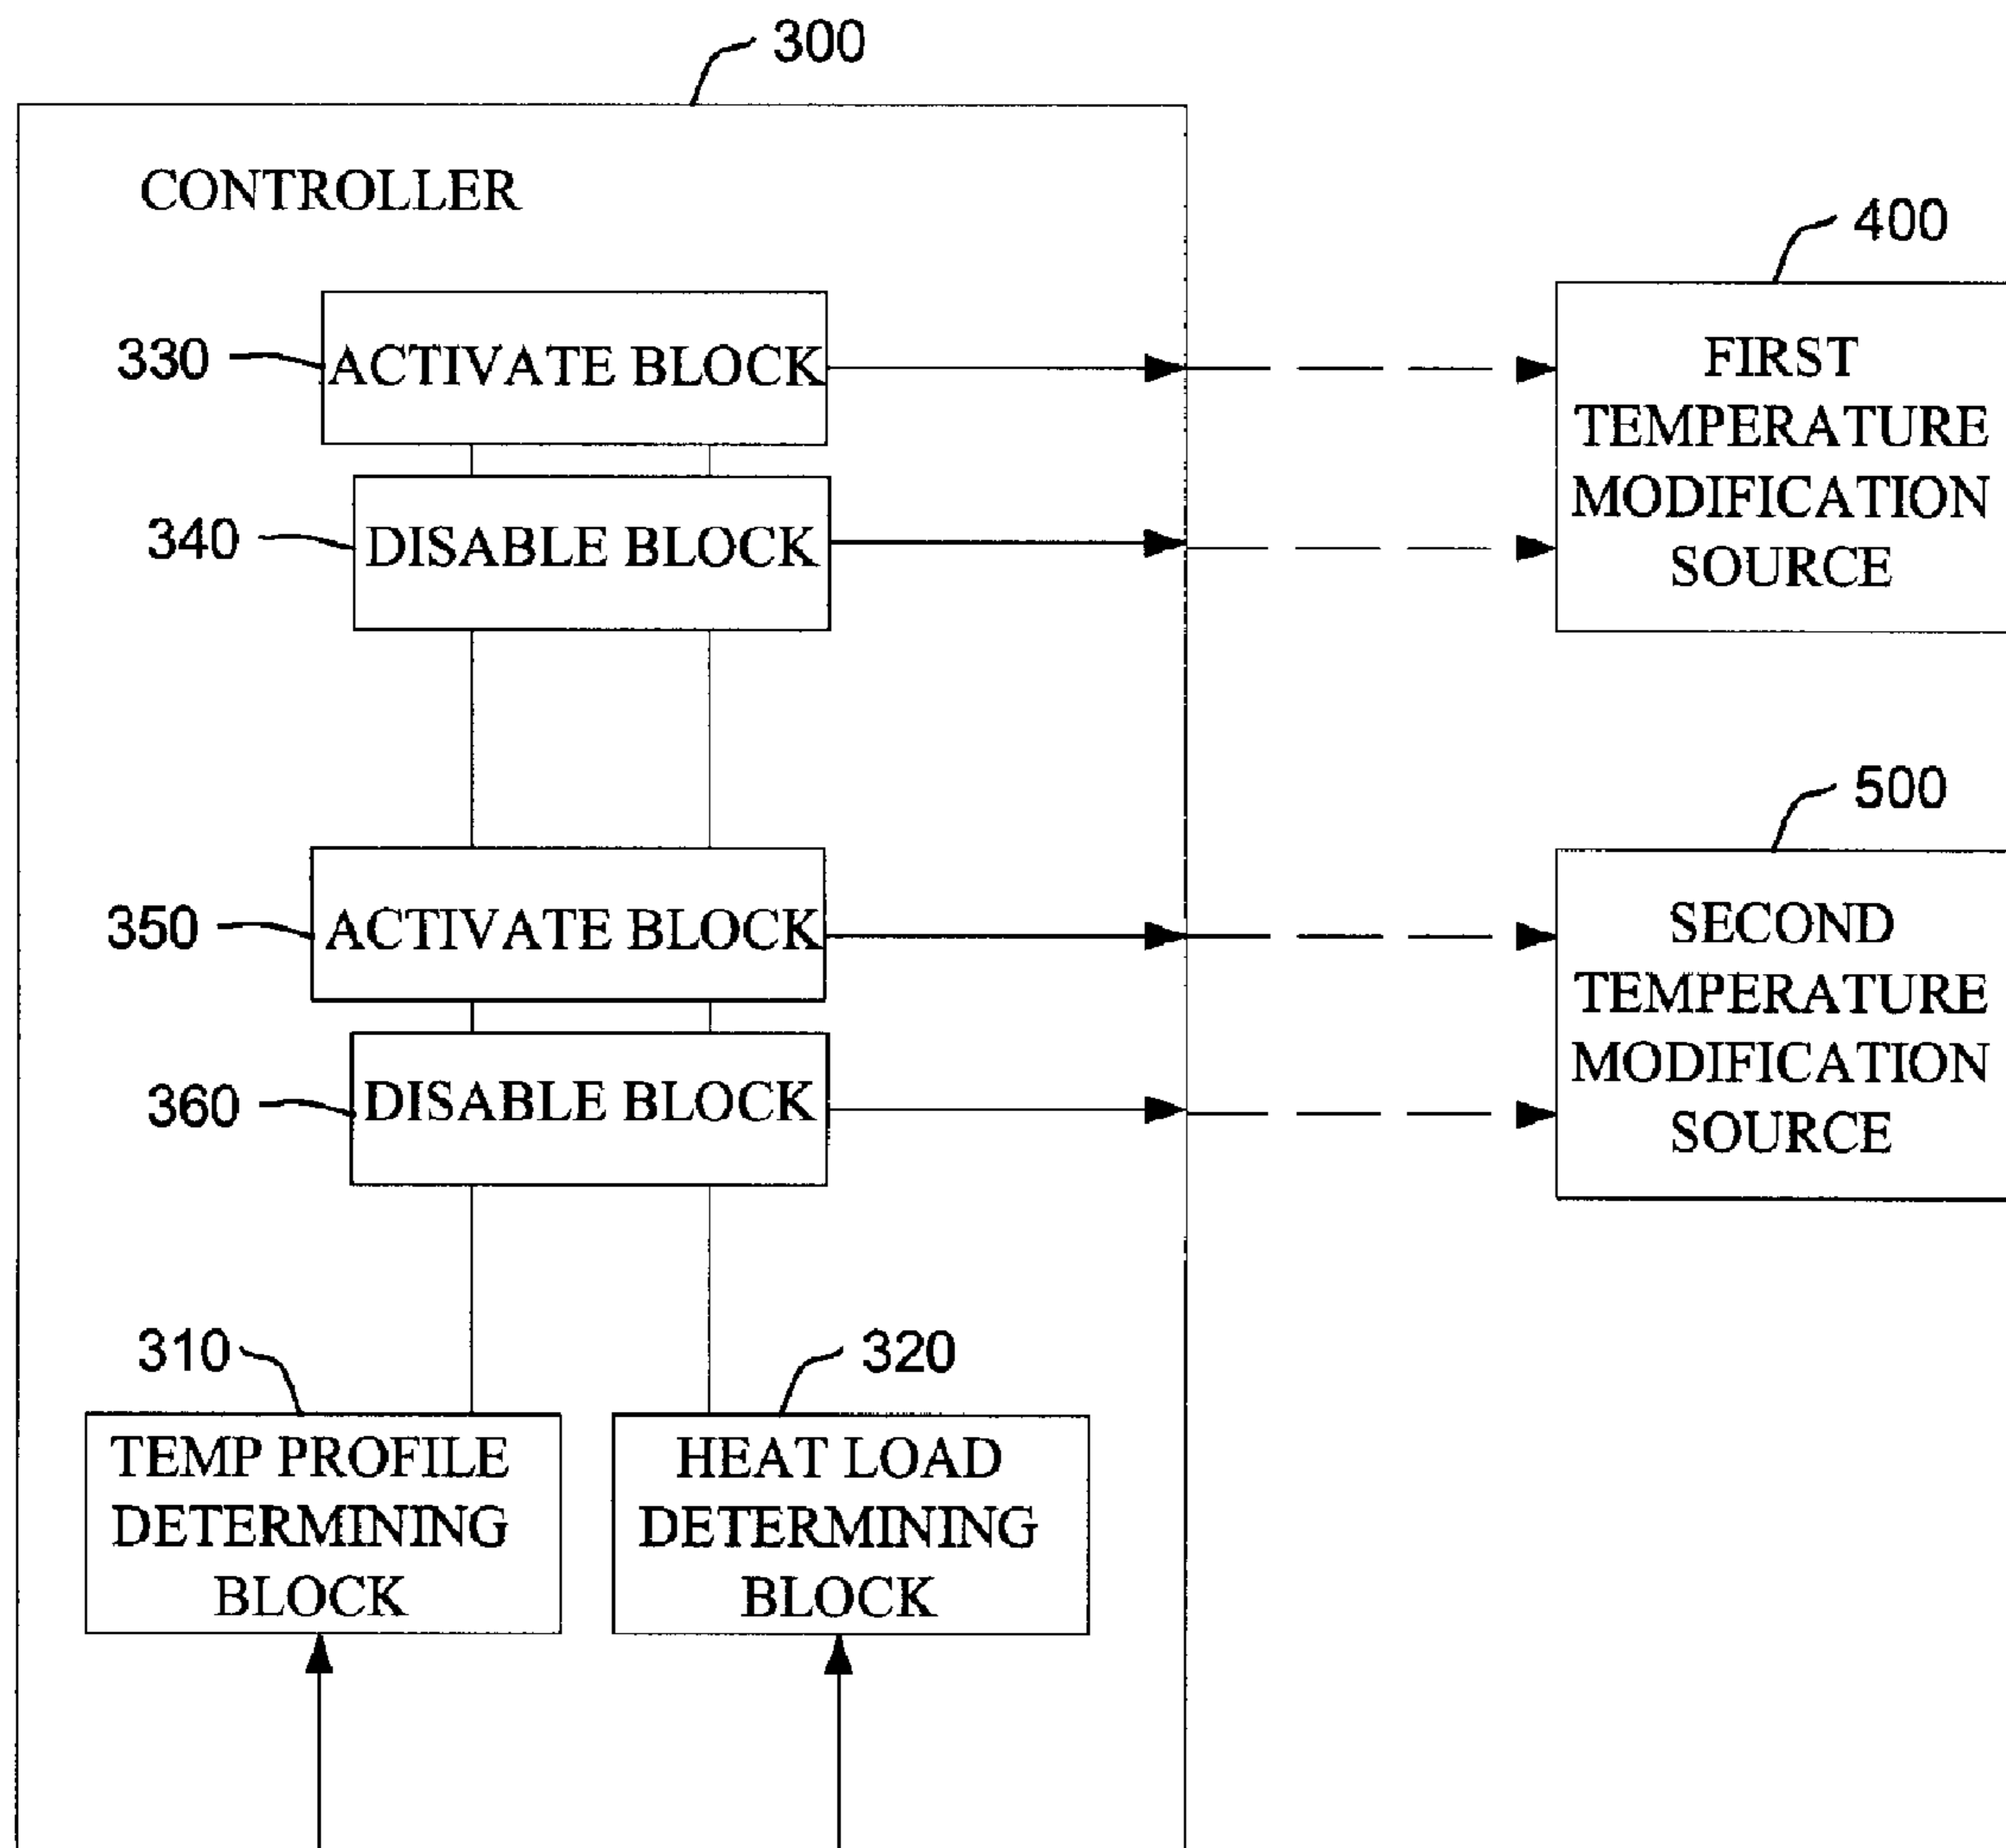 300
CONTROLLER
400
330
ACTIVATE BLOCK
FIRST
TEMPERATURE
MODIFICATION
SOURCE
340
DISABLE BLOCK
500
350
ACTIVATE BLOCK
SECOND
TEMPERATURE
MODIFICATION
SOURCE
360
DISABLE BLOCK
310
TEMP PROFILE
DETERMINING
BLOCK
320
HEAT LOAD
DETERMINING
BLOCK